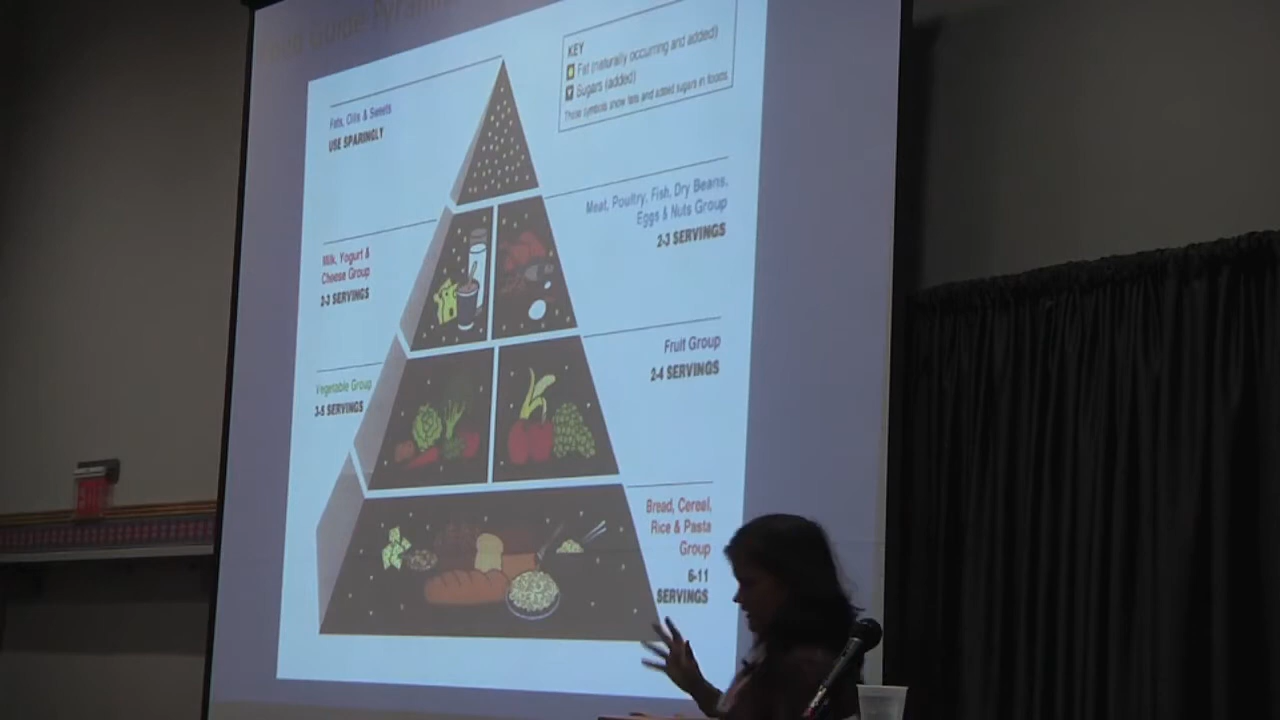 Food Guide Pyramid
KEY
Fat (naturally occurring and added)
Sugars (added)
These symbols show fats and added sugars in foods.
Fats, Oils & Sweets
USE SPARINGLY
Meat, Poultry, Fish, Dry Beans,
Eggs & Nuts Group
2-3 SERVINGS
Milk, Yogurt &
Cheese Group
2-3 SERVINGS
Fruit Group
2-4 SERVINGS
Vegetable Group
3-5 SERVINGS
Bread, Cereal,
Rice & Pasta
Group
6-11
SERVINGS